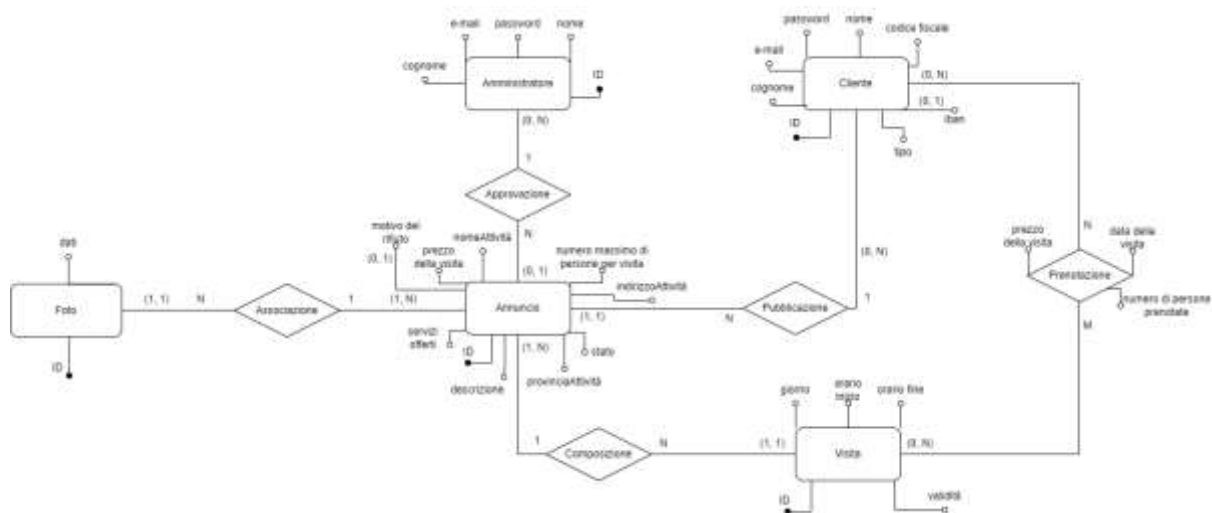 e-mail
password
nome
cognome
ID
Amministratore
(0, N)
1
Approvazione
N
(0, 1)
password
nome
codice fiscale
e-mail
cognome
ID
Cliente
(0, N)
(0, 1)
iban
tipo
(0, N)
1
motivo del
rifiuto
(0, 1)
prezzo
della visita
nomeAttività
numero massimo di
persone per visita
indirizzoAttività
Annuncio
(1, N)
(1, 1)
servizi
offerti
ID
(1, N)
descrizione
provinciaAttività
stato
dati
Foto
(1, 1)
N
Associazione
1
ID
N
Pubblicazione
N
prezzo
della visita
data della
visita
Prenotazione
numero di persone
prenotate
M
1
Composizione
N
(1, 1)
giorno
orario
inizio
orario fine
Visita
(0, N)
ID
validità